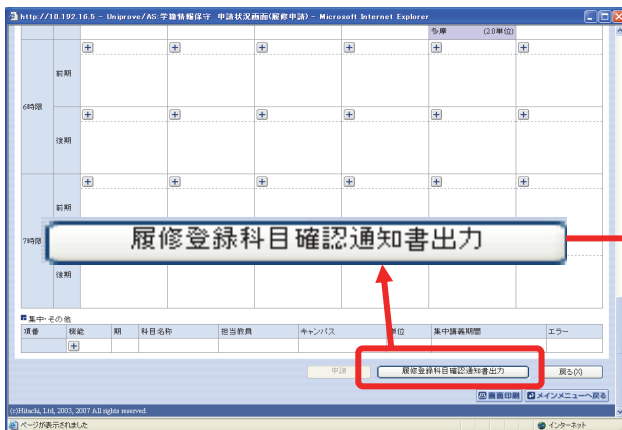 http://10.192.16.5 - Uniprove/AS:学籍情報保守 申請状況画面(履修申請) - Microsoft Internet Explorer
多摩 (2.0単位)
前期
6時限
後期
前期
7時限
履修登録科目確認通知書出力
後期
集中・その他
項番 機能 期 科目名称 担当教員 キャンパス 単位 集中講義期間 エラー
申請 履修登録科目確認通知書出力 戻る(X)
画面印刷 メインメニューへ戻る
(c)Hitachi, Ltd, 2003, 2007 All rights reserved.
ページが表示されました インターネット